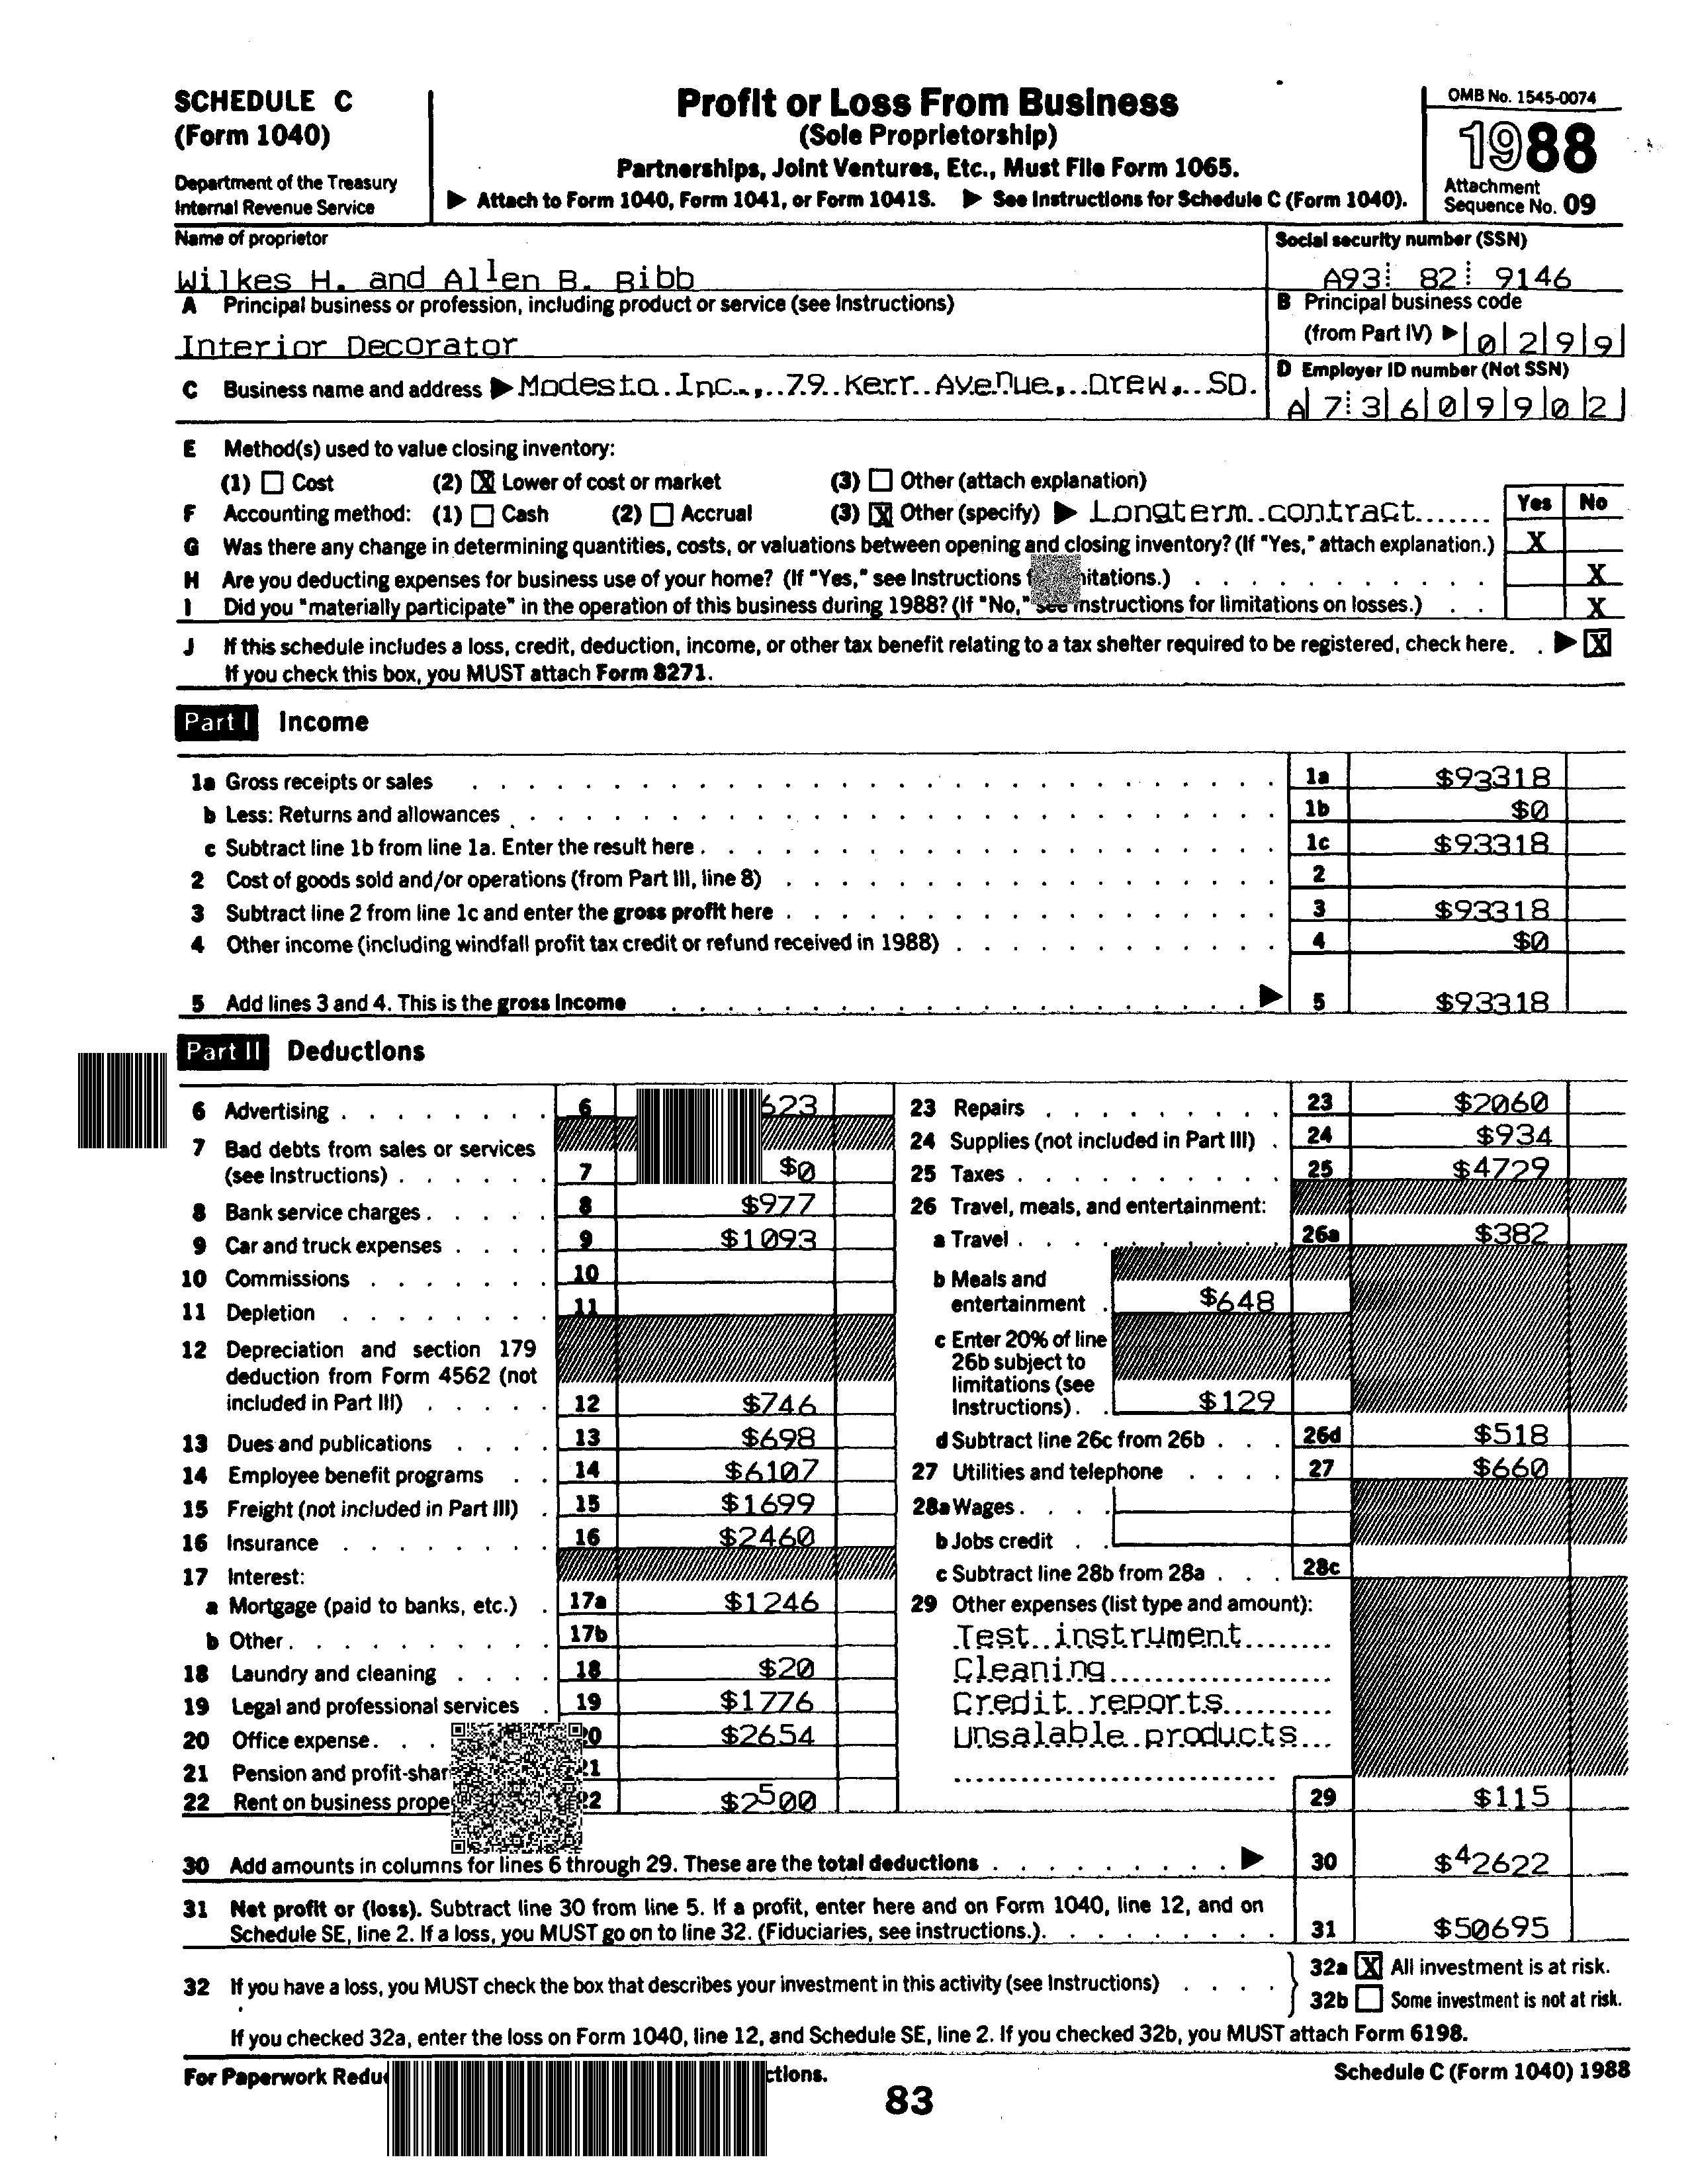 SCHEDULE C
(Form 1040)
Department of the Treasury
Internal Revenue Service
Profit or Loss From Business
(Sole Proprietorship)
Partnerships, Joint Ventures, Etc., Must File Form 1065.
▶ Attach to Form 1040, Form 1041, or Form 1041S. ▶ See Instructions for Schedule C (Form 1040).
OMB No. 1545-0074
1988
Attachment
Sequence No. 09
Name of proprietor
Wilkes H. and Allen B. Bibb
Social security number (SSN)
A93 82 9146
A Principal business or profession, including product or service (see Instructions)
Interior Decorator
B Principal business code
(from Part IV) ▶ 0299
C Business name and address ▶ Modesto Inc., 79 Kerr Avenue, Drew, SD.
D Employer ID number (Not SSN)
A73609902
E Method(s) used to value closing inventory:
(1) ☐ Cost (2) ☒ Lower of cost or market (3) ☐ Other (attach explanation)
F Accounting method: (1) ☐ Cash (2) ☐ Accrual (3) ☒ Other (specify) ▶ Longterm contract
Yes No
G Was there any change in determining quantities, costs, or valuations between opening and closing inventory? (If "Yes," attach explanation.) X
H Are you deducting expenses for business use of your home? (If "Yes," see Instructions itations.) X
I Did you "materially participate" in the operation of this business during 1988? (If "No," see Instructions for limitations on losses.) X
J If this schedule includes a loss, credit, deduction, income, or other tax benefit relating to a tax shelter required to be registered, check here. ▶ ☒
If you check this box, you MUST attach Form 8271.
Part I Income
1a Gross receipts or sales 1a $93318
b Less: Returns and allowances 1b $0
c Subtract line 1b from line 1a. Enter the result here 1c $93318
2 Cost of goods sold and/or operations (from Part III, line 8) 2
3 Subtract line 2 from line 1c and enter the gross profit here 3 $93318
4 Other income (including windfall profit tax credit or refund received in 1988) 4 $0
5 Add lines 3 and 4. This is the gross income ▶ 5 $93318
Part II Deductions
6 Advertising 6 623
7 Bad debts from sales or services
(see Instructions) 7 $0
8 Bank service charges 8 $977
9 Car and truck expenses 9 $1093
10 Commissions 10
11 Depletion 11
12 Depreciation and section 179
deduction from Form 4562 (not
included in Part III) 12 $746
13 Dues and publications 13 $698
14 Employee benefit programs 14 $6107
15 Freight (not included in Part III) 15 $1699
16 Insurance 16 $2460
17 Interest:
a Mortgage (paid to banks, etc.) 17a $1246
b Other 17b
18 Laundry and cleaning 18 $20
19 Legal and professional services 19 $1776
20 Office expense 20 $2654
21 Pension and profit-shar 21
22 Rent on business prope 22 $2500
23 Repairs 23 $2060
24 Supplies (not included in Part III) 24 $934
25 Taxes 25 $4729
26 Travel, meals, and entertainment:
a Travel 26a $382
b Meals and
entertainment $648
c Enter 20% of line
26b subject to
limitations (see
Instructions) $129
d Subtract line 26c from 26b 26d $518
27 Utilities and telephone 27 $660
28a Wages
b Jobs credit
c Subtract line 28b from 28a 28c
29 Other expenses (list type and amount):
Test instrument
Cleaning
Credit reports
Unsalable products
29 $115
30 Add amounts in columns for lines 6 through 29. These are the total deductions ▶ 30 $42622
31 Net profit or (loss). Subtract line 30 from line 5. If a profit, enter here and on Form 1040, line 12, and on
Schedule SE, line 2. If a loss, you MUST go on to line 32. (Fiduciaries, see instructions.) 31 $50695
32 If you have a loss, you MUST check the box that describes your investment in this activity (see Instructions)
32a ☒ All investment is at risk.
32b ☐ Some investment is not at risk.
If you checked 32a, enter the loss on Form 1040, line 12, and Schedule SE, line 2. If you checked 32b, you MUST attach Form 6198.
For Paperwork Redu ctions.
83
Schedule C (Form 1040) 1988